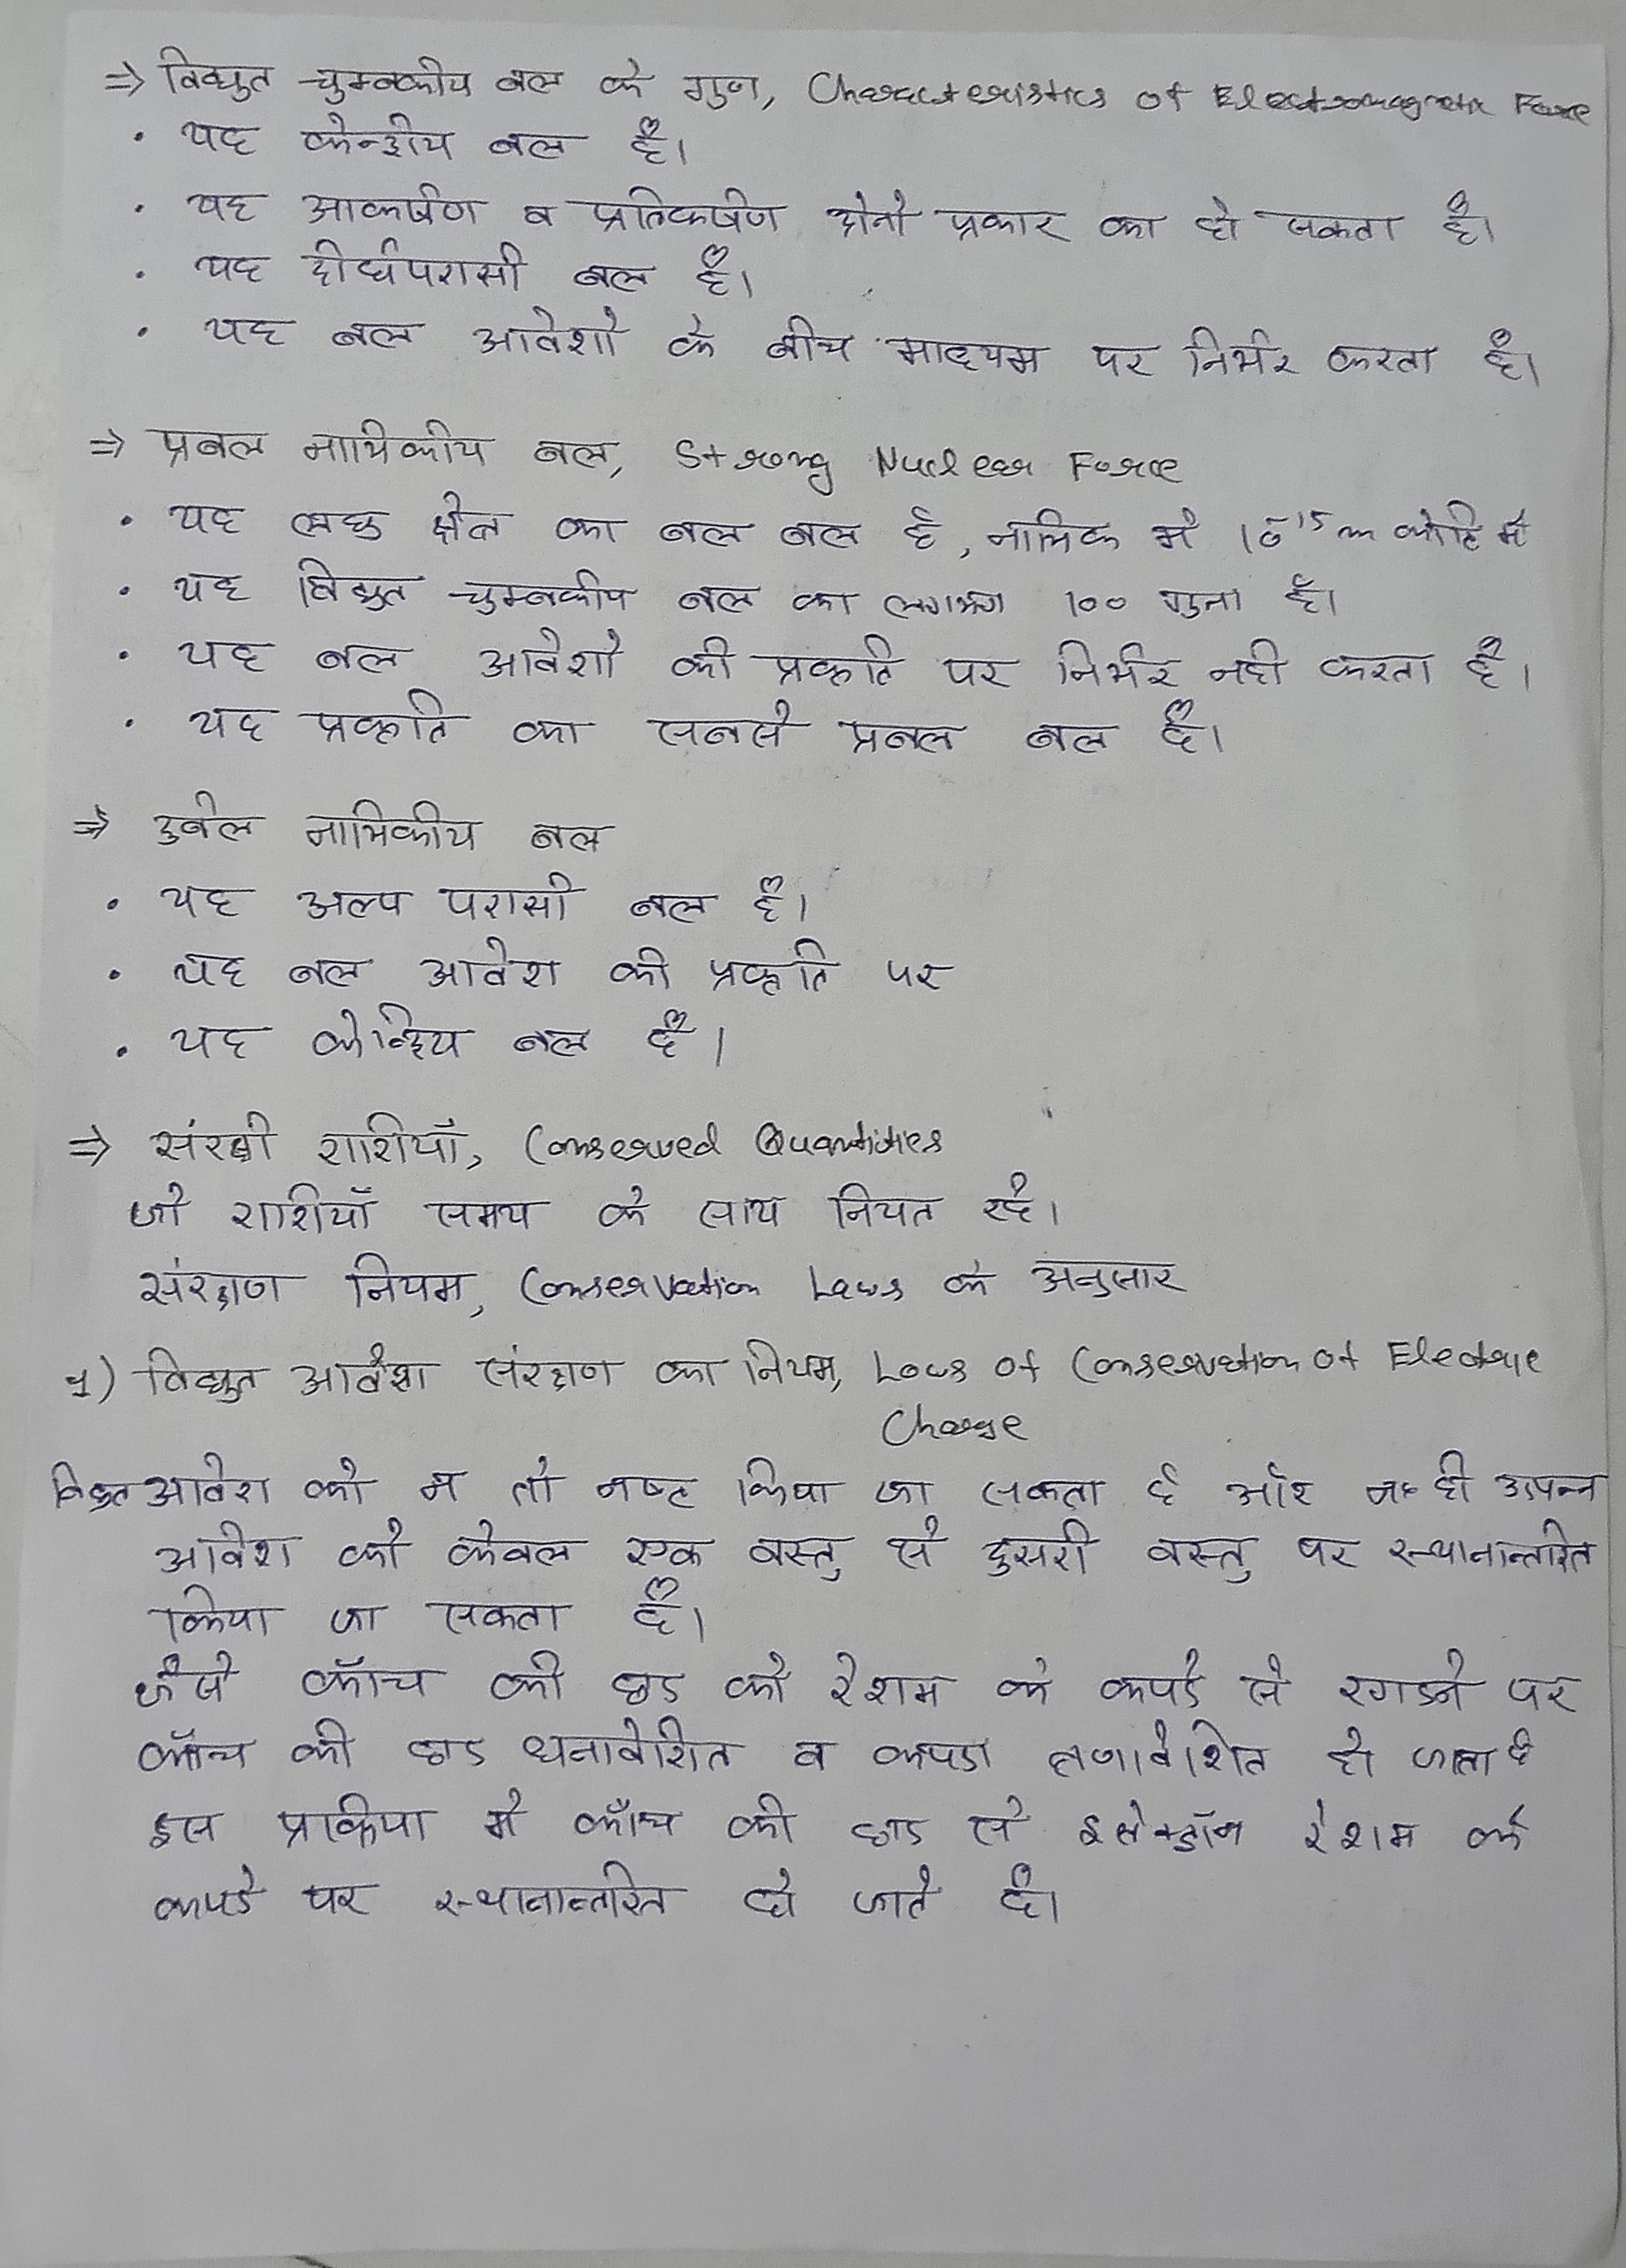 ⇒ विद्युत चुम्बकीय बल के गुण, Characteristics of Electromagnetic Force
• यह केन्द्रीय बल है।
• यह आकर्षण व प्रतिकर्षण दोनो प्रकार का हो सकता है।
• यह दीर्घपरासी बल है।
• यह बल आवेशो के बीच माध्यम पर निर्भर करता है।
⇒ प्रबल नाभिकीय बल, Strong Nuclear Force
• यह लघु क्षेत्र का बल बल है, नाभिक में 10⁻¹⁵ m कोटि में
• यह विद्युत चुम्बकीय बल का लगभग 100 गुना है।
• यह बल आवेशो की प्रकृति पर निर्भर नही करता है।
• यह प्रकृति का सबसे प्रबल बल है।
⇒ दुर्बल नाभिकीय बल
• यह अल्प परासी बल है।
• यह बल आवेश की प्रकृति पर
• यह केन्द्रिय बल है।
⇒ संरक्षी राशियाँ, Conserved Quantities
जो राशियाँ समय के साथ नियत रहे।
संरक्षण नियम, Conservation Laws के अनुसार
1) विद्युत आवेश संरक्षण का नियम, Laws of Conservation of Electric
Charge
विद्युत आवेश को न तो नष्ट किया जा सकता है और न ही उत्पन्न
आवेश को केवल एक वस्तु से दुसरी वस्तु पर स्थानान्तरित
किया जा सकता है।
जैसे काँच की छड को रेशम के कपडे से रगडने पर
काँच की छड धनावेशित व कपडा ऋणावेशित हो जाता है
इस प्रक्रिया मे काँच की छड से इलेक्ट्रॉन रेशम के
कपडे पर स्थानान्तरित हो जाते है।